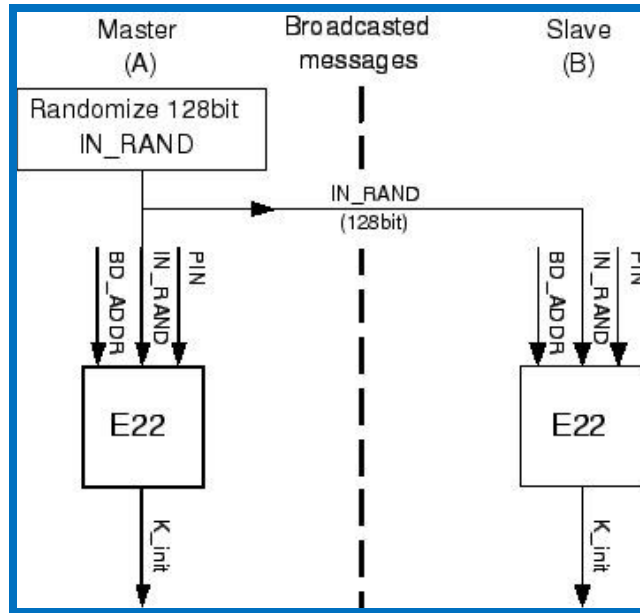 Master
(A)
Broadcasted
messages
Slave
(B)
Randomize 128bit
IN_RAND
IN_RAND
(128bit)
BD_ADDR
IN_RAND
PIN
BD_ADDR
IN_RAND
PIN
E22
E22
K_init
K_init